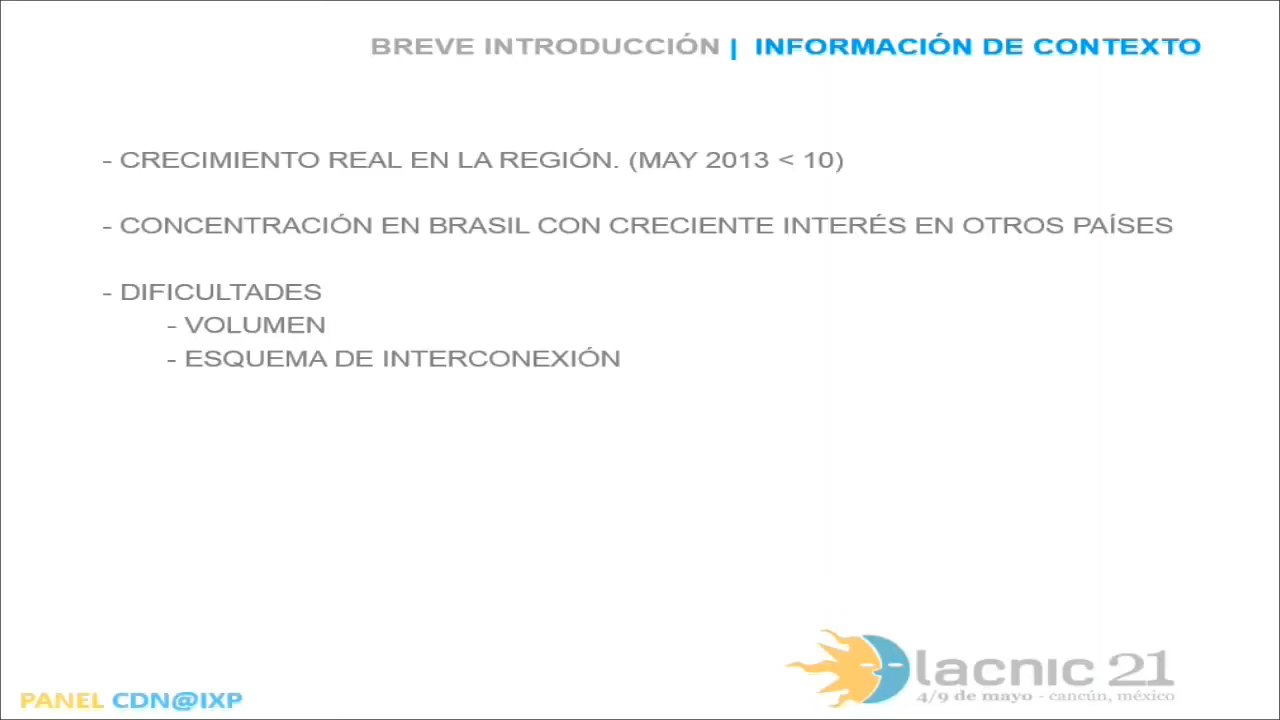 BREVE INTRODUCCIÓN | INFORMACIÓN DE CONTEXTO
- CRECIMIENTO REAL EN LA REGIÓN. (MAY 2013 < 10)
- CONCENTRACIÓN EN BRASIL CON CRECIENTE INTERÉS EN OTROS PAÍSES
- DIFICULTADES
- VOLUMEN
- ESQUEMA DE INTERCONEXIÓN
lacnic 21
4/9 de mayo - cancún, méxico
PANEL CDN@IXP